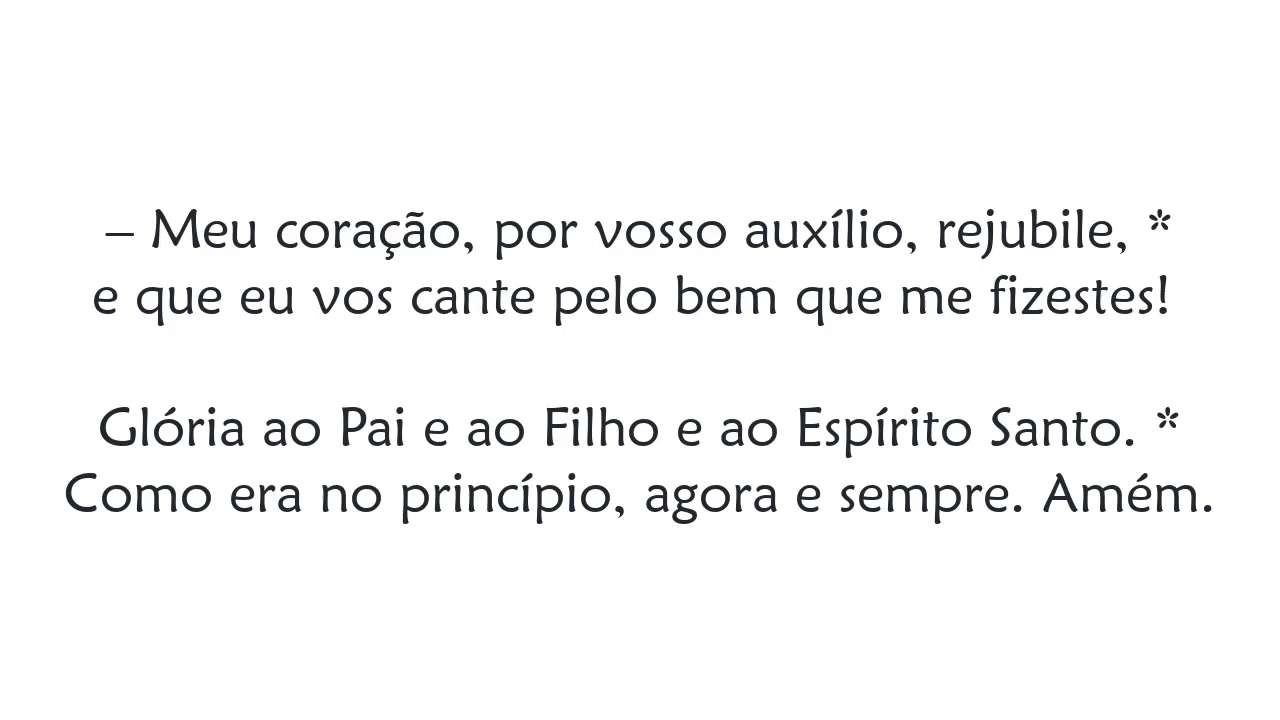 – Meu coração, por vosso auxílio, rejubile, *
e que eu vos cante pelo bem que me fizestes!
Glória ao Pai e ao Filho e ao Espírito Santo. *
Como era no princípio, agora e sempre. Amém.